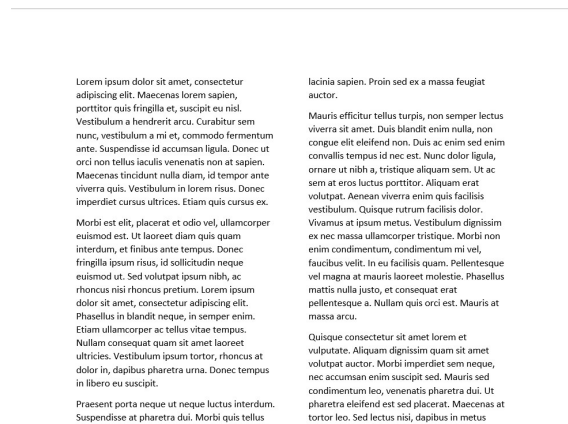 Lorem ipsum dolor sit amet, consectetur
adipiscing elit. Maecenas lorem sapien,
porttitor quis fringilla et, suscipit eu nisl.
Vestibulum a hendrerit arcu. Curabitur sem
nunc, vestibulum a mi et, commodo fermentum
ante. Suspendisse id accumsan ligula. Donec ut
orci non tellus iaculis venenatis non at sapien.
Maecenas tincidunt nulla diam, id tempor ante
viverra quis. Vestibulum in lorem risus. Donec
imperdiet cursus ultrices. Etiam quis cursus ex.
Morbi est elit, placerat et odio vel, ullamcorper
euismod est. Ut laoreet diam quis quam
interdum, et finibus ante tempus. Donec
fringilla ipsum risus, id sollicitudin neque
euismod ut. Sed volutpat ipsum nibh, ac
rhoncus nisi rhoncus pretium. Lorem ipsum
dolor sit amet, consectetur adipiscing elit.
Phasellus in blandit neque, in semper enim.
Etiam ullamcorper ac tellus vitae tempus.
Nullam consequat quam sit amet laoreet
ultricies. Vestibulum ipsum tortor, rhoncus at
dolor in, dapibus pharetra urna. Donec tempus
in libero eu suscipit.
Praesent porta neque ut neque luctus interdum.
Suspendisse at pharetra dui. Morbi quis tellus
lacinia sapien. Proin sed ex a massa feugiat
auctor.
Mauris efficitur tellus turpis, non semper lectus
viverra sit amet. Duis blandit enim nulla, non
congue elit eleifend non. Duis ac enim sed enim
convallis tempus id nec est. Nunc dolor ligula,
ornare ut nibh a, tristique aliquam sem. Ut ac
sem at eros luctus porttitor. Aliquam erat
volutpat. Aenean viverra enim quis facilisis
vestibulum. Quisque rutrum facilisis dolor.
Vivamus at ipsum metus. Vestibulum dignissim
ex nec massa ullamcorper tristique. Morbi non
enim condimentum, condimentum mi vel,
faucibus velit. In eu facilisis quam. Pellentesque
vel magna at mauris laoreet molestie. Phasellus
mattis nulla justo, et consequat erat
pellentesque a. Nullam quis orci est. Mauris at
massa arcu.
Quisque consectetur sit amet lorem et
vulputate. Aliquam dignissim quam sit amet
volutpat auctor. Morbi imperdiet sem neque,
nec accumsan enim suscipit sed. Mauris sed
condimentum leo, venenatis pharetra dui. Ut
pharetra eleifend est sed placerat. Maecenas at
tortor leo. Sed lectus nisi, dapibus in metus